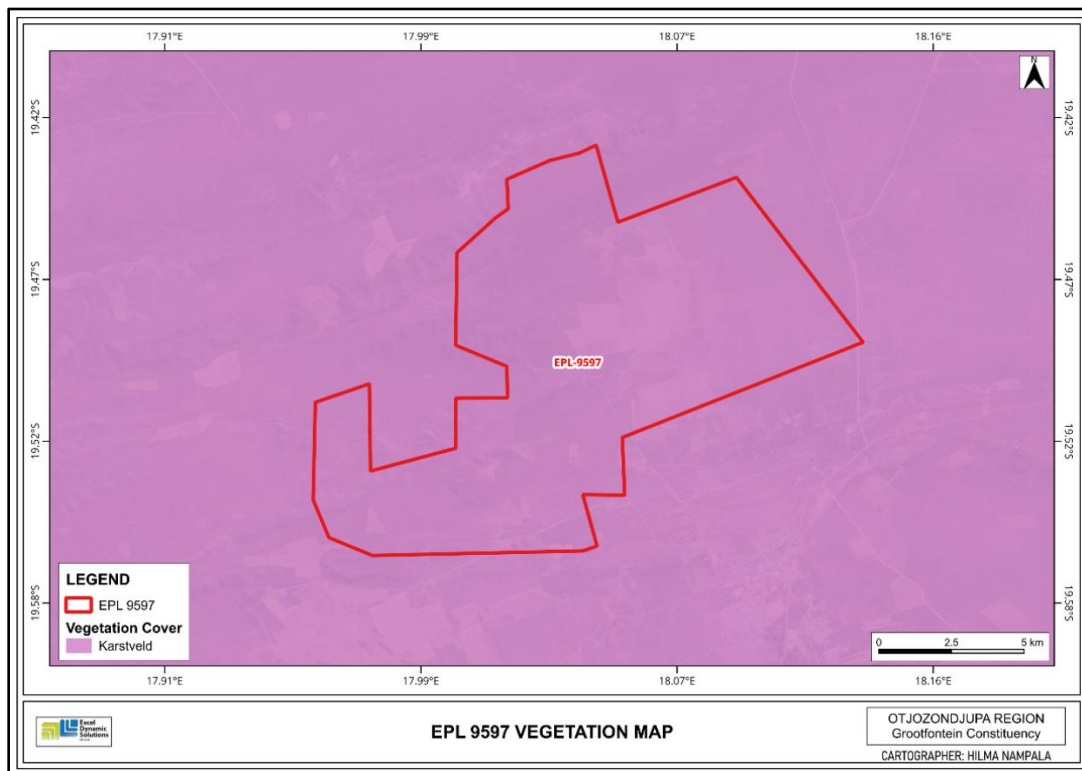 17.91°E 17.99°E 18.07°E 18.16°E
N
19.42°S 19.42°S
19.47°S 19.47°S
EPL-9597
19.52°S 19.52°S
LEGEND
EPL 9597
Vegetation Cover
Karstveld
19.58°S 19.58°S
0 2.5 5 km
17.91°E 17.99°E 18.07°E 18.16°E
Excel
Dynamic
Solutions
EPL 9597 VEGETATION MAP
OTJOZONDJUPA REGION
Grootfontein Constituency
CARTOGRAPHER: HILMA NAMPALA